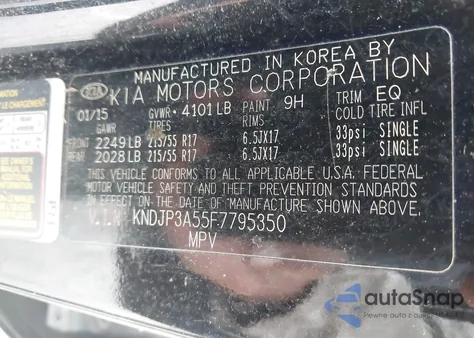 MANUFACTURED IN KOREA BY
KIA KIA MOTORS CORPORATION
01/15 GVWR 4101 LB PAINT 9H TRIM EQ
GAWR TIRES RIMS COLD TIRE INFL
2249 LB 215/55 R17 6.5JX17 33psi SINGLE
REAR 2028 LB 215/55 R17 6.5JX17 33psi SINGLE
THIS VEHICLE CONFORMS TO ALL APPLICABLE U.S.A. FEDERAL
MOTOR VEHICLE SAFETY AND THEFT PREVENTION STANDARDS
IN EFFECT ON THE DATE OF MANUFACTURE SHOWN ABOVE.
V.I.N KNDJP3A55F7795350
MPV
autoSnap
Pewne auto z